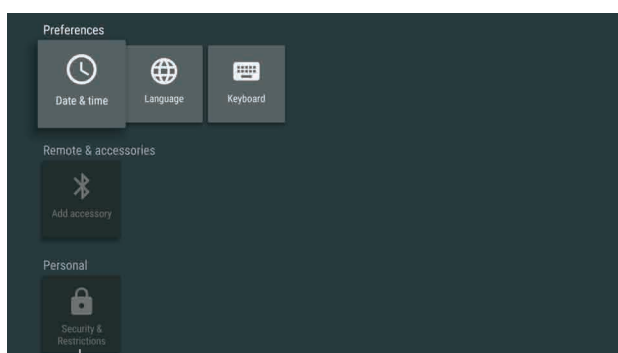 Preferences
Date & time
Language
Keyboard
Remote & accessories
Add accessory
Personal
Security &
Restrictions